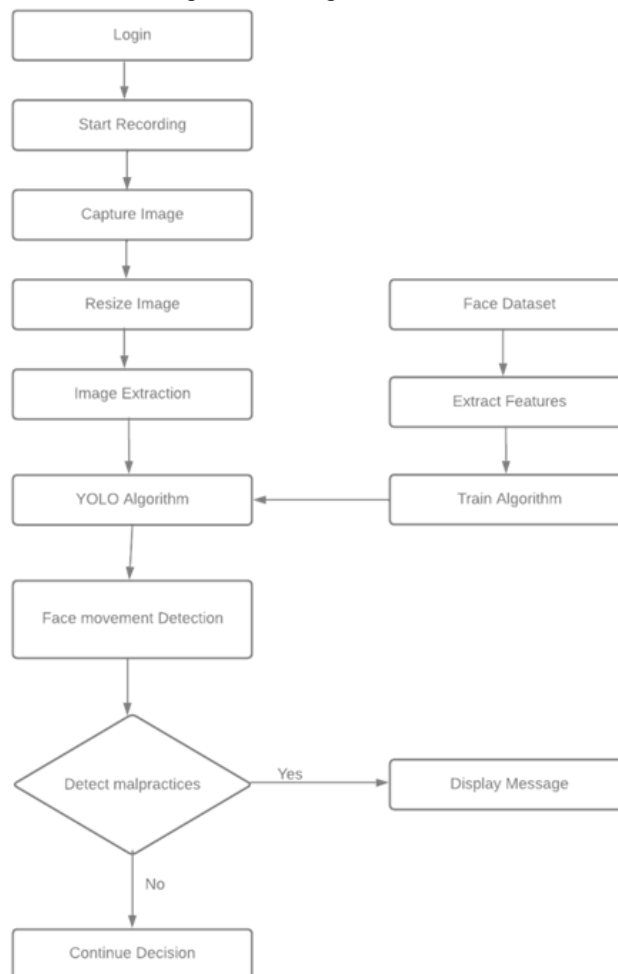 Login
Start Recording
Capture Image
Resize Image
Face Dataset
Image Extraction
Extract Features
YOLO Algorithm
Train Algorithm
Face movement Detection
Detect malpractices
Yes
Display Message
No
Continue Decision